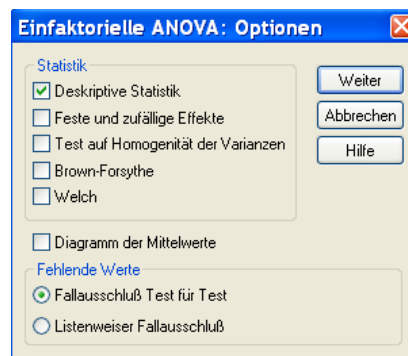 Einfaktorielle ANOVA: Optionen
Statistik
Deskriptive Statistik
Feste und zufällige Effekte
Test auf Homogenität der Varianzen
Brown-Forsythe
Welch
Diagramm der Mittelwerte
Fehlende Werte
Fallausschluß Test für Test
Listenweiser Fallausschluß
Weiter
Abbrechen
Hilfe